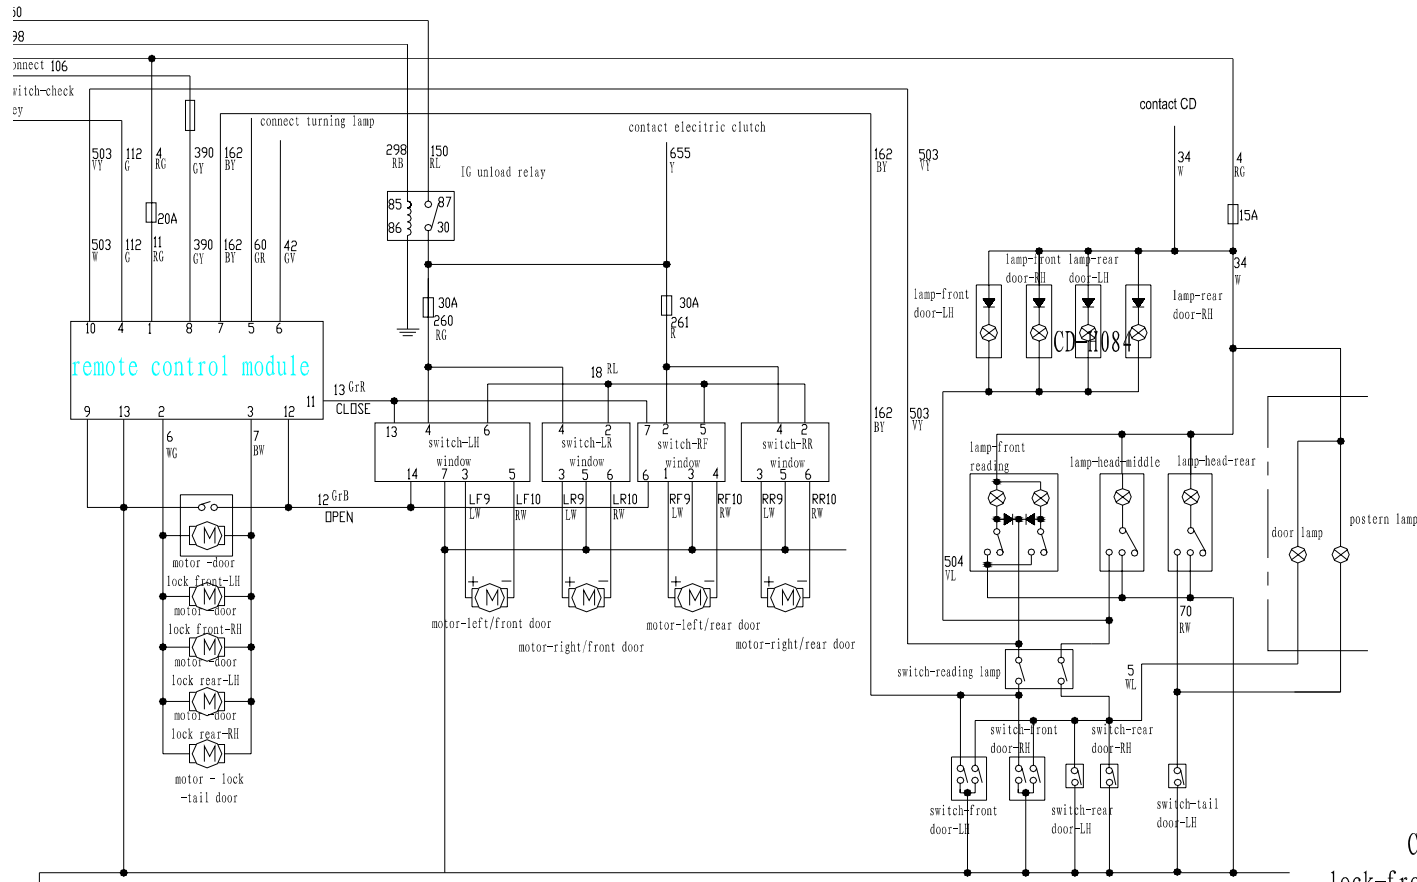 contact CD
106
connect turning lamp
contact elecitric clutch
503
VY
112
G
4
RG
390
GY
162
BY
298
RB
150
RL
IG unload relay
655
Y
162
BY
503
VY
34
W
4
RG
20A
15A
85
87
86
30
503
W
112
G
11
RG
390
GY
162
BY
60
GR
42
GV
34
W
lamp-front
door-RH
lamp-rear
door-LH
lamp-front
door-LH
lamp-rear
door-RH
30A
260
RG
30A
261
R
CD-H084
10 4 1 8 7 5 6
remote control module
11
9 13 2 3 12
13 GrR
CLOSE
18 RL
162
BY
503
VY
6
WG
7
BW
13 4 6
switch-LH
window
14 7 3 5
4 2
switch-LR
window
3 5 6
7 2 5
switch-RF
window
6 1 3 4
4 2
switch-RR
window
3 5 6
12 GrB
OPEN
LF9
LW
LF10
RW
LR9
LW
LR10
RW
RF9
LW
RF10
RW
RR9
LW
RR10
RW
lamp-front
reading
lamp-head-middle
lamp-head-rear
door lamp
postern lamp
504
VL
70
RW
M
motor -door
lock front-LH
M
motor -door
lock front-RH
M
motor -door
lock rear-LH
M
motor -door
lock rear-RH
M
motor - lock
-tail door
+ M −
motor-left/front door
+ M −
motor-right/front door
+ M −
motor-left/rear door
+ M −
motor-right/rear door
switch-reading lamp
5
WL
switch-front
door-RH
switch-rear
door-RH
switch-front
door-LH
switch-rear
door-LH
switch-tail
door-LH